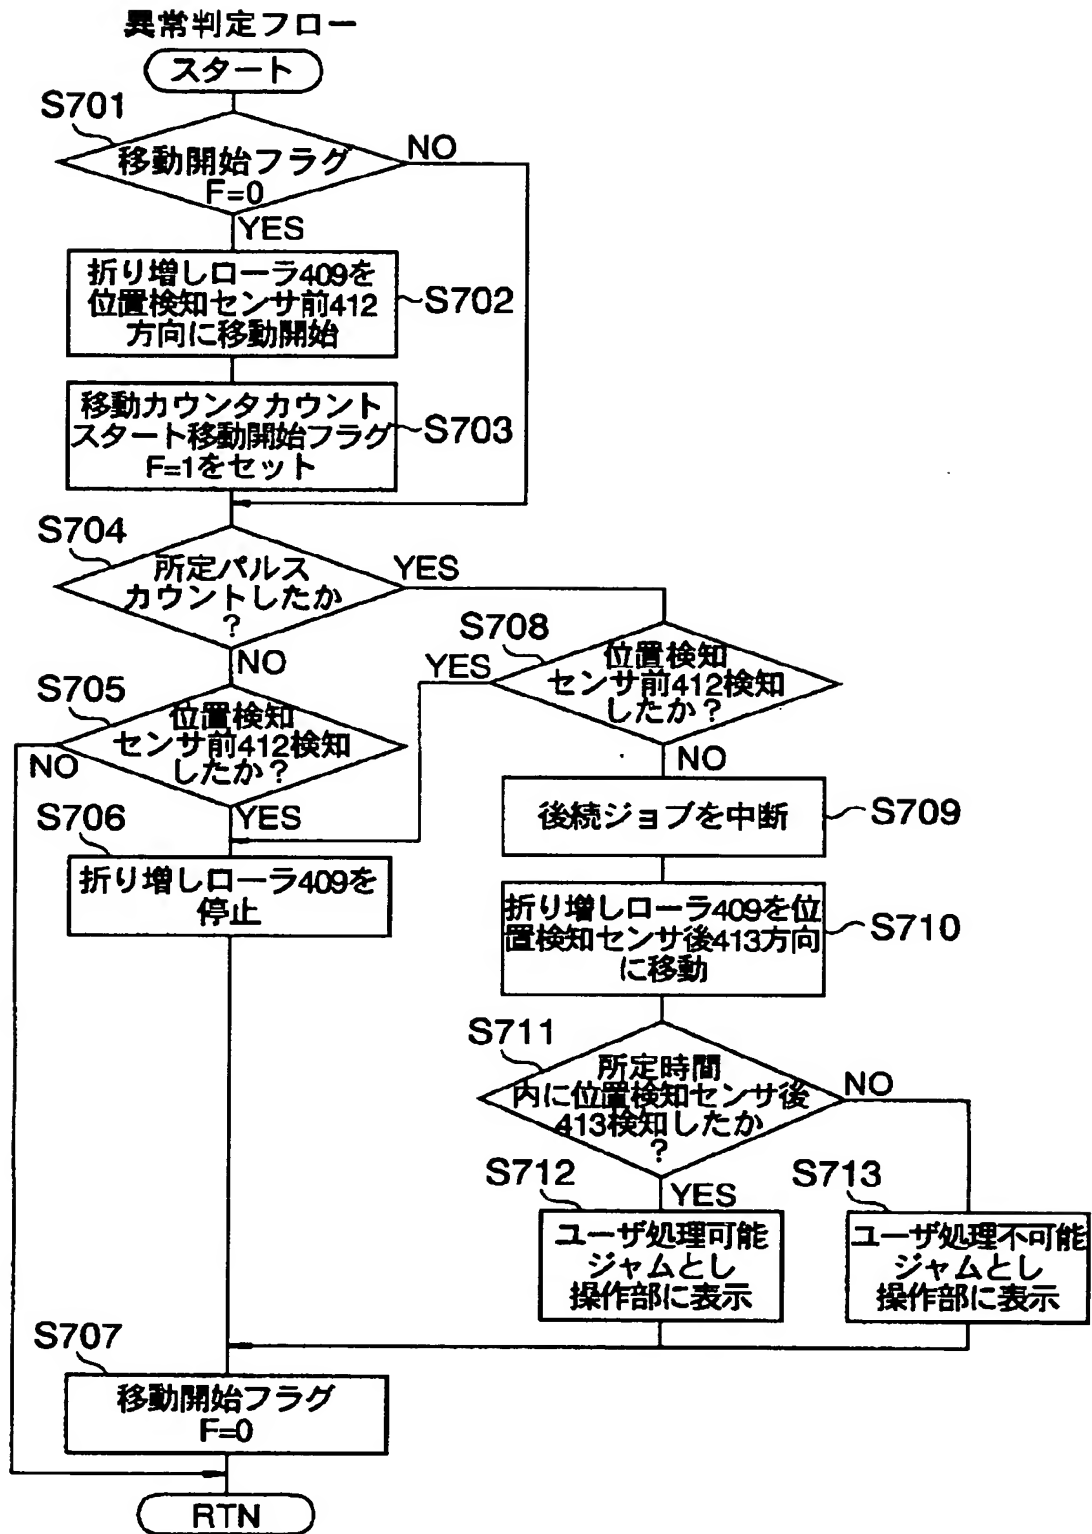 異常判定フロー
スタート
S701
移動開始フラグ
F=0
NO
YES
折り増しローラ409を
位置検知センサ前412
方向に移動開始
S702
移動カウンタカウント
スタート移動開始フラグ
F=1をセット
S703
S704
所定パルス
カウントしたか
?
YES
NO
S705
位置検知
センサ前412検知
したか?
NO
YES
S706
折り増しローラ409を
停止
S708
位置検知
センサ前412検知
したか?
YES
NO
後続ジョブを中断
S709
折り増しローラ409を位
置検知センサ後413方向
に移動
S710
S711
所定時間
内に位置検知センサ後
413検知したか
?
NO
YES
S712
ユーザ処理可能
ジャムとし
操作部に表示
S713
ユーザ処理不可能
ジャムとし
操作部に表示
S707
移動開始フラグ
F=0
RTN